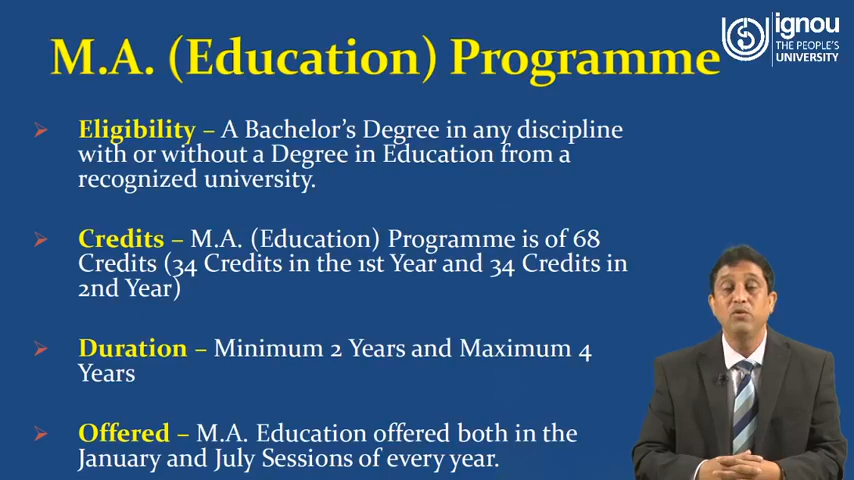 M.A. (Education) Programme
ignou
THE PEOPLE'S
UNIVERSITY
Eligibility – A Bachelor's Degree in any discipline
with or without a Degree in Education from a
recognized university.
Credits – M.A. (Education) Programme is of 68
Credits (34 Credits in the 1st Year and 34 Credits in
2nd Year)
Duration – Minimum 2 Years and Maximum 4
Years
Offered – M.A. Education offered both in the
January and July Sessions of every year.